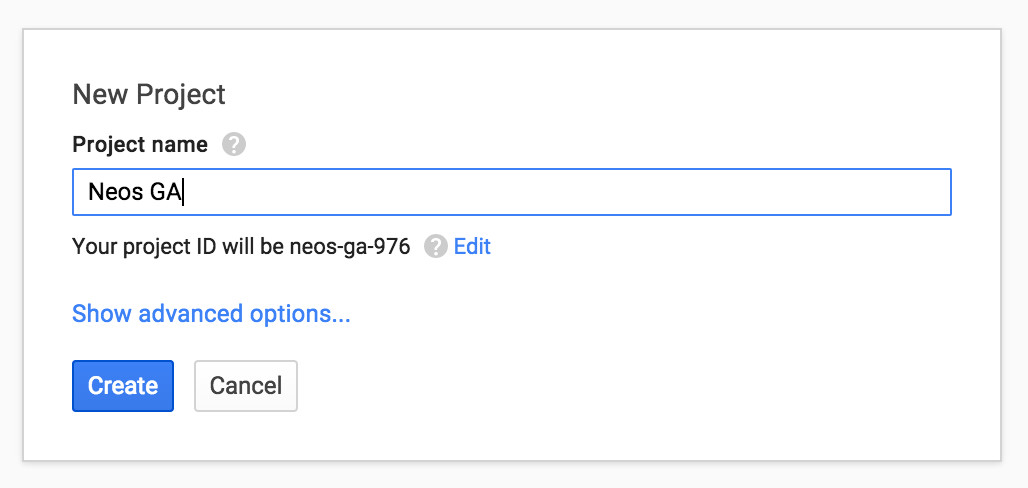 New Project
Project name ?
Neos GA
Your project ID will be neos-ga-976 ? Edit
Show advanced options...
Create Cancel